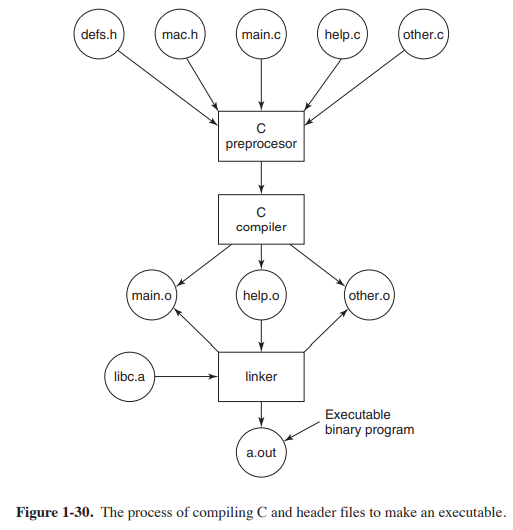 defs.h
mac.h
main.c
help.c
other.c
C
preprocesor
C
compiler
main.o
help.o
other.o
libc.a
linker
Executable
binary program
a.out
Figure 1-30. The process of compiling C and header files to make an executable.